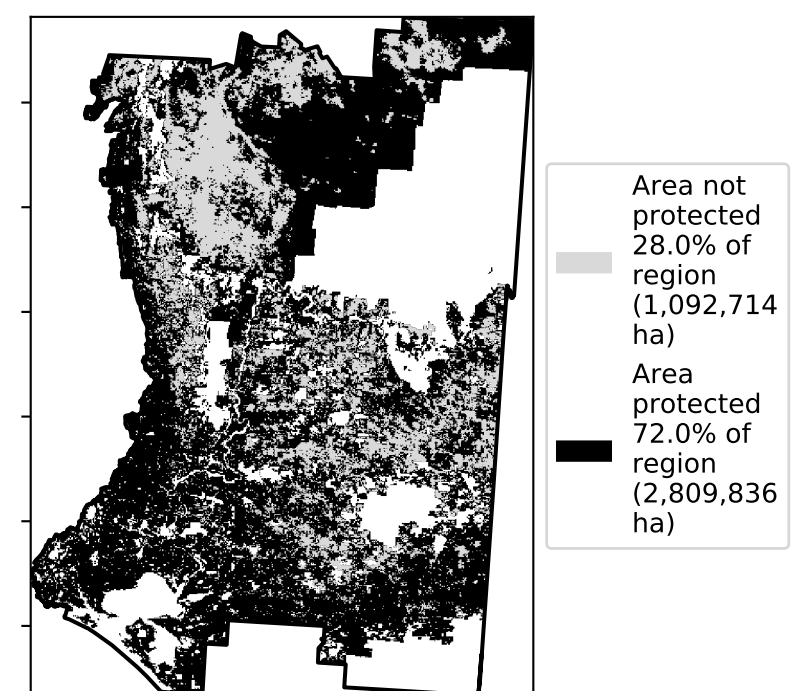 Area not
protected
28.0% of
region
(1,092,714
ha)
Area
protected
72.0% of
region
(2,809,836
ha)